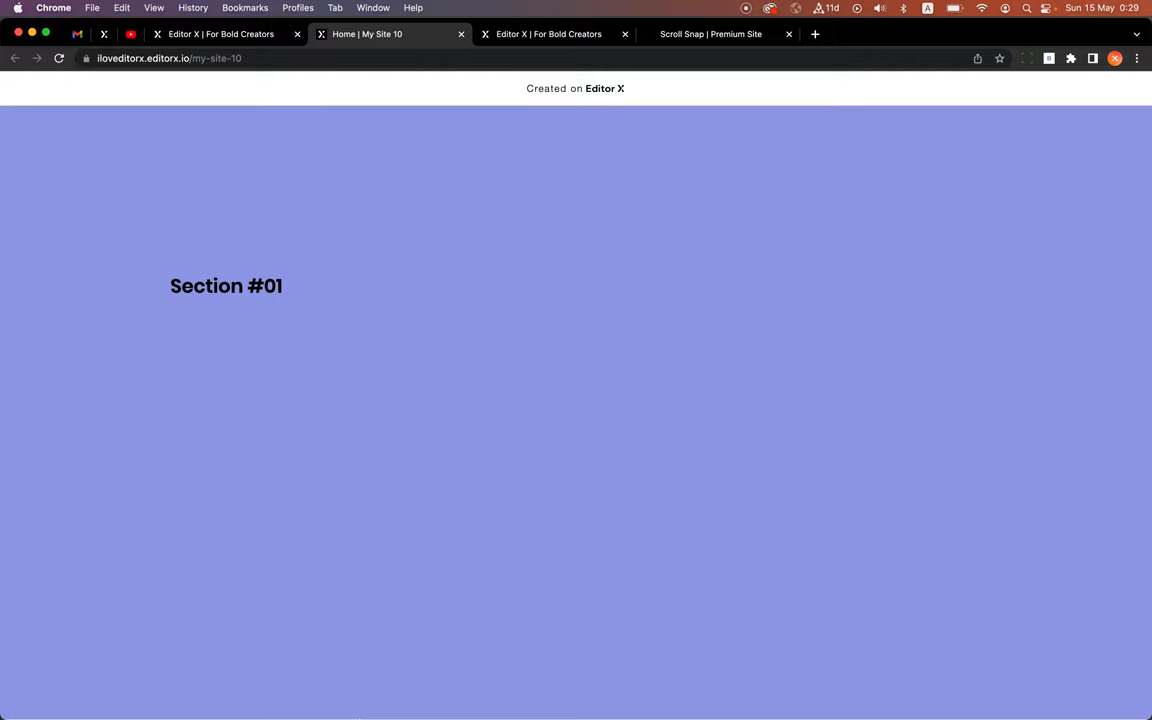 Chrome File Edit View History Bookmarks Profiles Tab Window Help 11d A Sun 15 May 0:29
Editor X | For Bold Creators Home | My Site 10 Editor X | For Bold Creators Scroll Snap | Premium Site
iloveditorx.editorx.io/my-site-10
Created on Editor X
Section #01